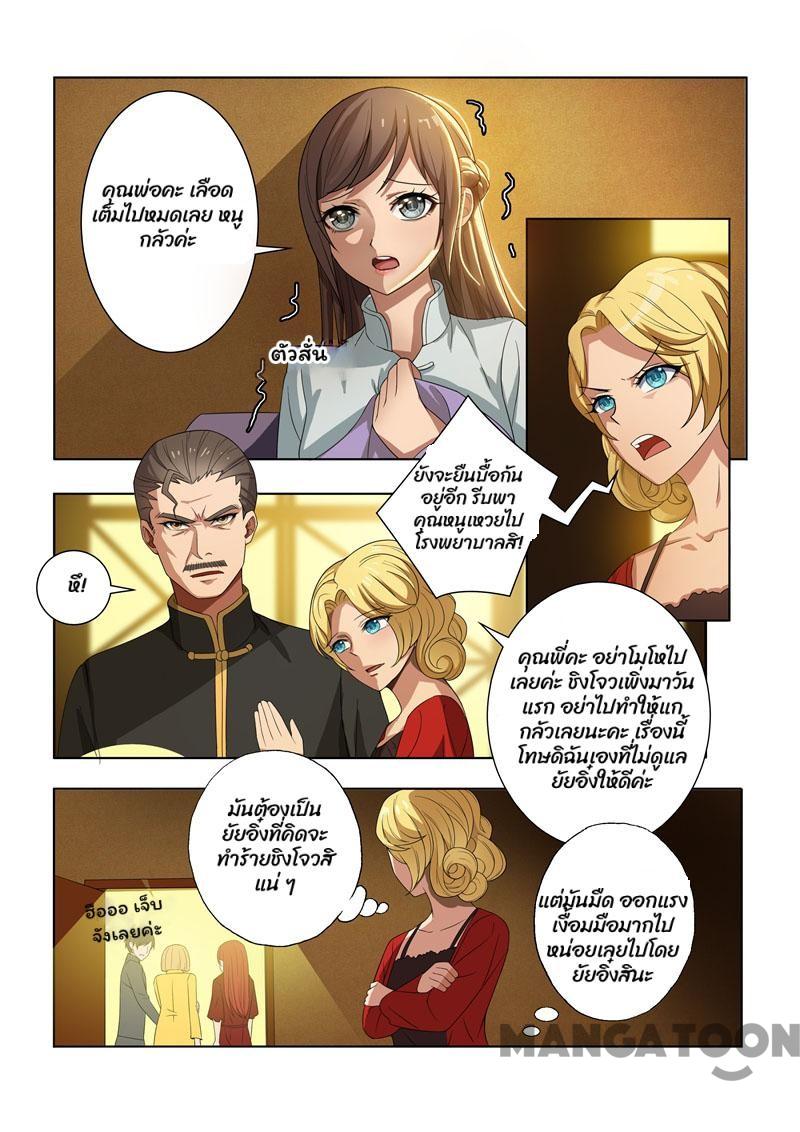 คุณพ่อคะ เลือด
เต็มไปหมดเลย หนู
กลัวค่ะ
ตัวสั่น
ยังจะยืนบื้อกัน
อยู่อีก รีบพา
คุณหนูเหวยไป
โรงพยาบาลสิ!
หึ!
คุณพี่คะ อย่าโมโหไป
เลยค่ะ ชิงโจวเพิ่งมาวัน
แรก อย่าไปทำให้แก
กลัวเลยนะคะ เรื่องนี้
โทษดิฉันเองที่ไม่ดูแล
ยัยอิ๋งให้ดีค่ะ
มันต้องเป็น
ยัยอิ๋งที่คิดจะ
ทำร้ายชิงโจวสิ
แน่ ๆ
ฮืออออ เจ็บ
จังเลยค่ะ
แต่มันมืด ออกแรง
เงื้อมมือมากไป
หน่อยเลยไปโดน
ยัยอิ๋งสินะ
MANGATOON